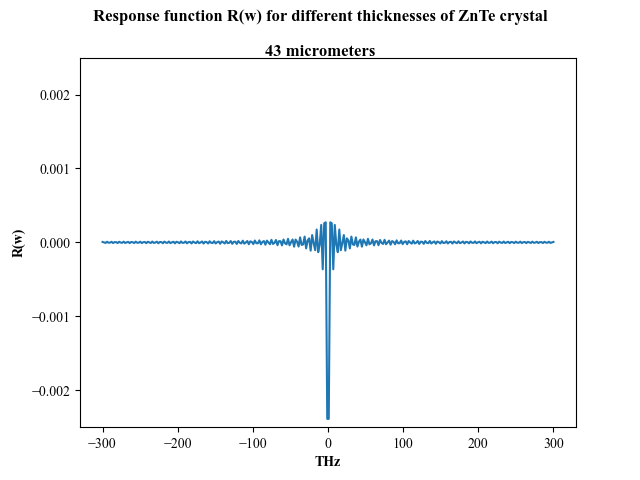 Response function R(w) for different thicknesses of ZnTe crystal
43 micrometers
0.002
0.001
0.000
−0.001
−0.002
R(w)
−300 −200 −100 0 100 200 300
THz